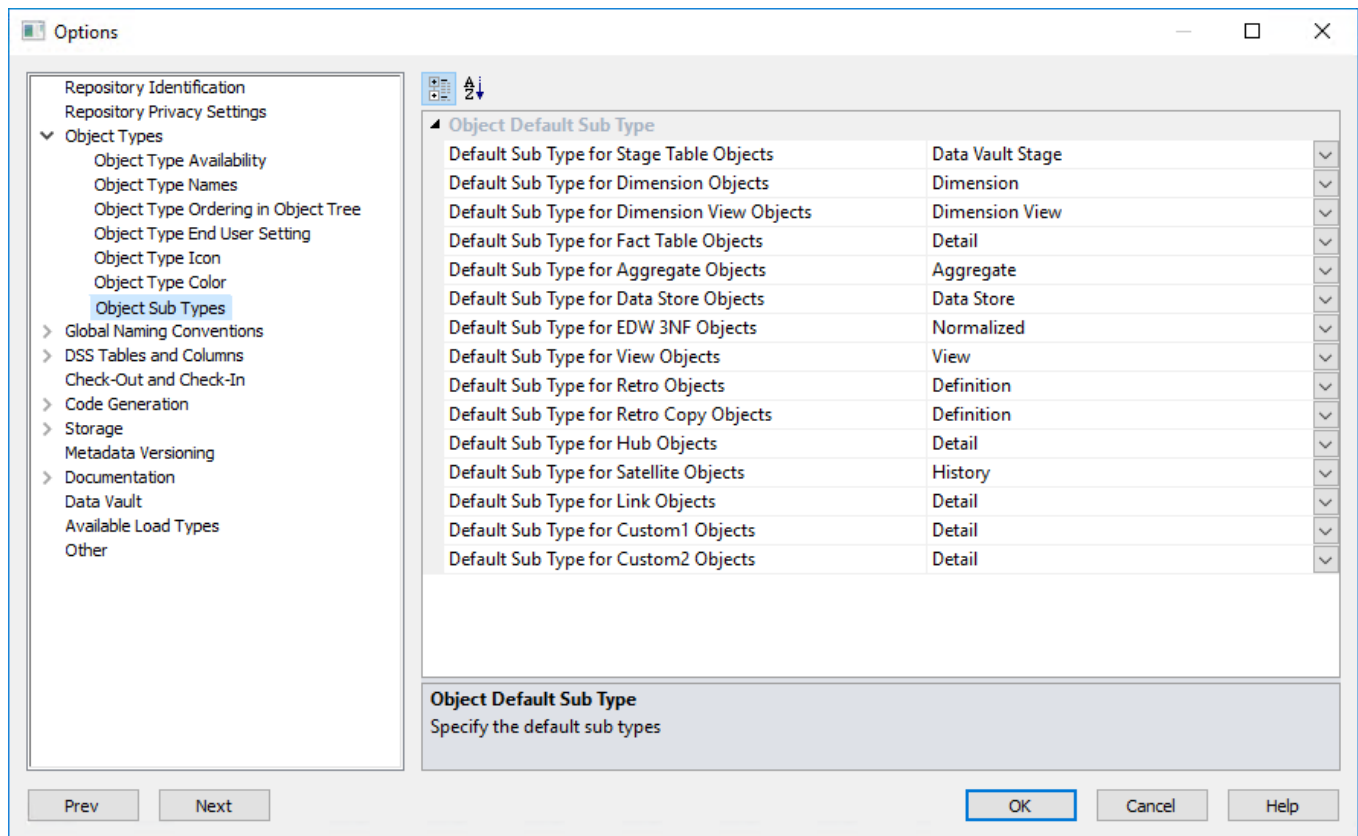 Options
Repository Identification
Repository Privacy Settings
Object Types
Object Type Availability
Object Type Names
Object Type Ordering in Object Tree
Object Type End User Setting
Object Type Icon
Object Type Color
Object Sub Types
Global Naming Conventions
DSS Tables and Columns
Check-Out and Check-In
Code Generation
Storage
Metadata Versioning
Documentation
Data Vault
Available Load Types
Other
Object Default Sub Type
Default Sub Type for Stage Table Objects Data Vault Stage
Default Sub Type for Dimension Objects Dimension
Default Sub Type for Dimension View Objects Dimension View
Default Sub Type for Fact Table Objects Detail
Default Sub Type for Aggregate Objects Aggregate
Default Sub Type for Data Store Objects Data Store
Default Sub Type for EDW 3NF Objects Normalized
Default Sub Type for View Objects View
Default Sub Type for Retro Objects Definition
Default Sub Type for Retro Copy Objects Definition
Default Sub Type for Hub Objects Detail
Default Sub Type for Satellite Objects History
Default Sub Type for Link Objects Detail
Default Sub Type for Custom1 Objects Detail
Default Sub Type for Custom2 Objects Detail
Object Default Sub Type
Specify the default sub types
Prev Next OK Cancel Help